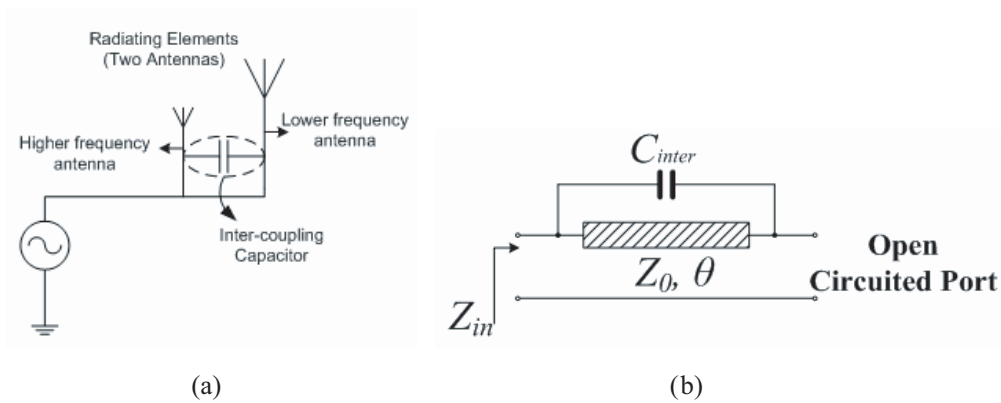 Radiating Elements
(Two Antennas)
Higher frequency
antenna
Lower frequency
antenna
Inter-coupling
Capacitor
(a)
C_inter
Z_0, θ
Open
Circuited Port
Z_in
(b)